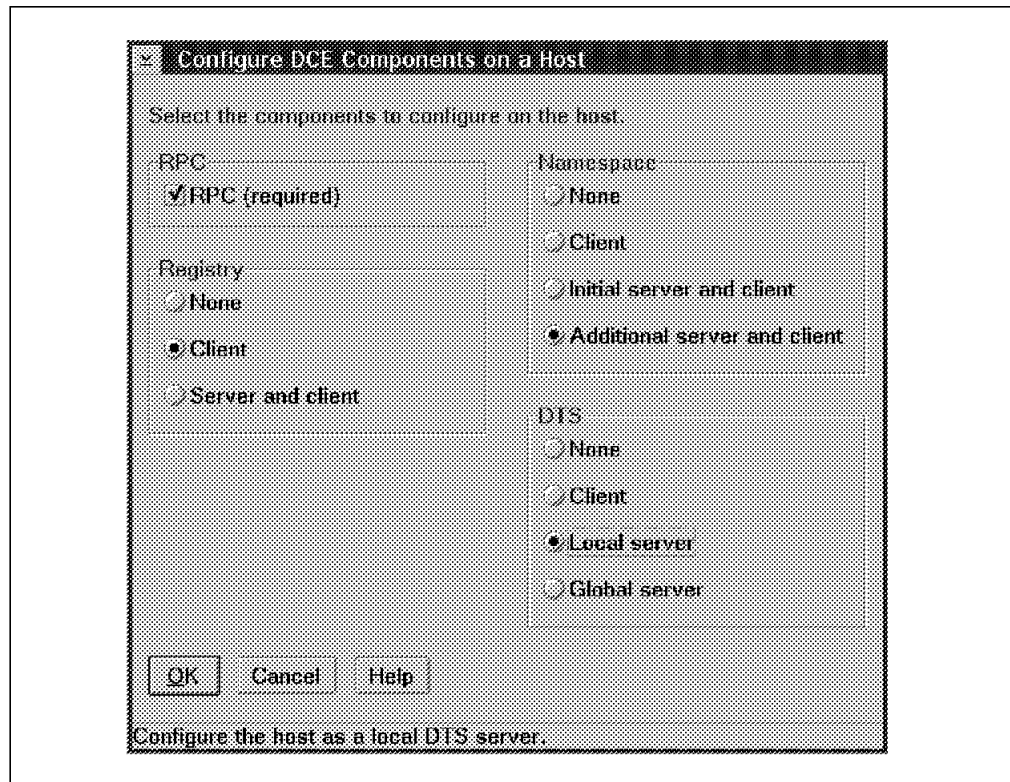 Configure DCE Components on a Host
Select the components to configure on the host.
RPC
RPC (required)
Registry
None
Client
Server and client
Namespace
None
Client
Initial server and client
Additional server and client
DTS
None
Client
Local server
Global server
OK
Cancel
Help
Configure the host as a local DTS server.